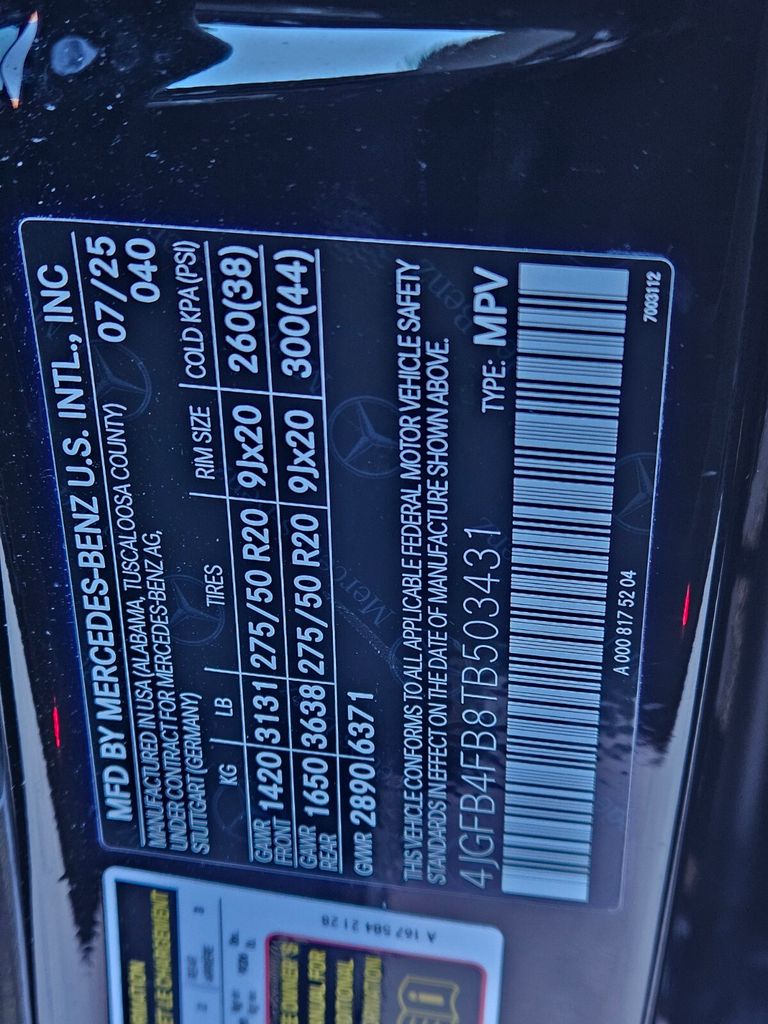 MFD BY MERCEDES-BENZ U.S. INTL., INC
MANUFACTURED IN USA (ALABAMA, TUSCALOOSA COUNTY) 07/25
UNDER CONTRACT FOR MERCEDES-BENZ AG, 040
STUTTGART (GERMANY)
KG LB TIRES RIM SIZE COLD KPA (PSI)
GAWR FRONT 1420 3131 275/50 R20 9Jx20 260(38)
GAWR REAR 1650 3638 275/50 R20 9Jx20 300(44)
GVWR 2890 6371
THIS VEHICLE CONFORMS TO ALL APPLICABLE FEDERAL MOTOR VEHICLE SAFETY
STANDARDS IN EFFECT ON THE DATE OF MANUFACTURE SHOWN ABOVE.
4JGFB4FB8TB503431 TYPE: MPV
A 000 817 52 04 7003112
A 167 584 21 28